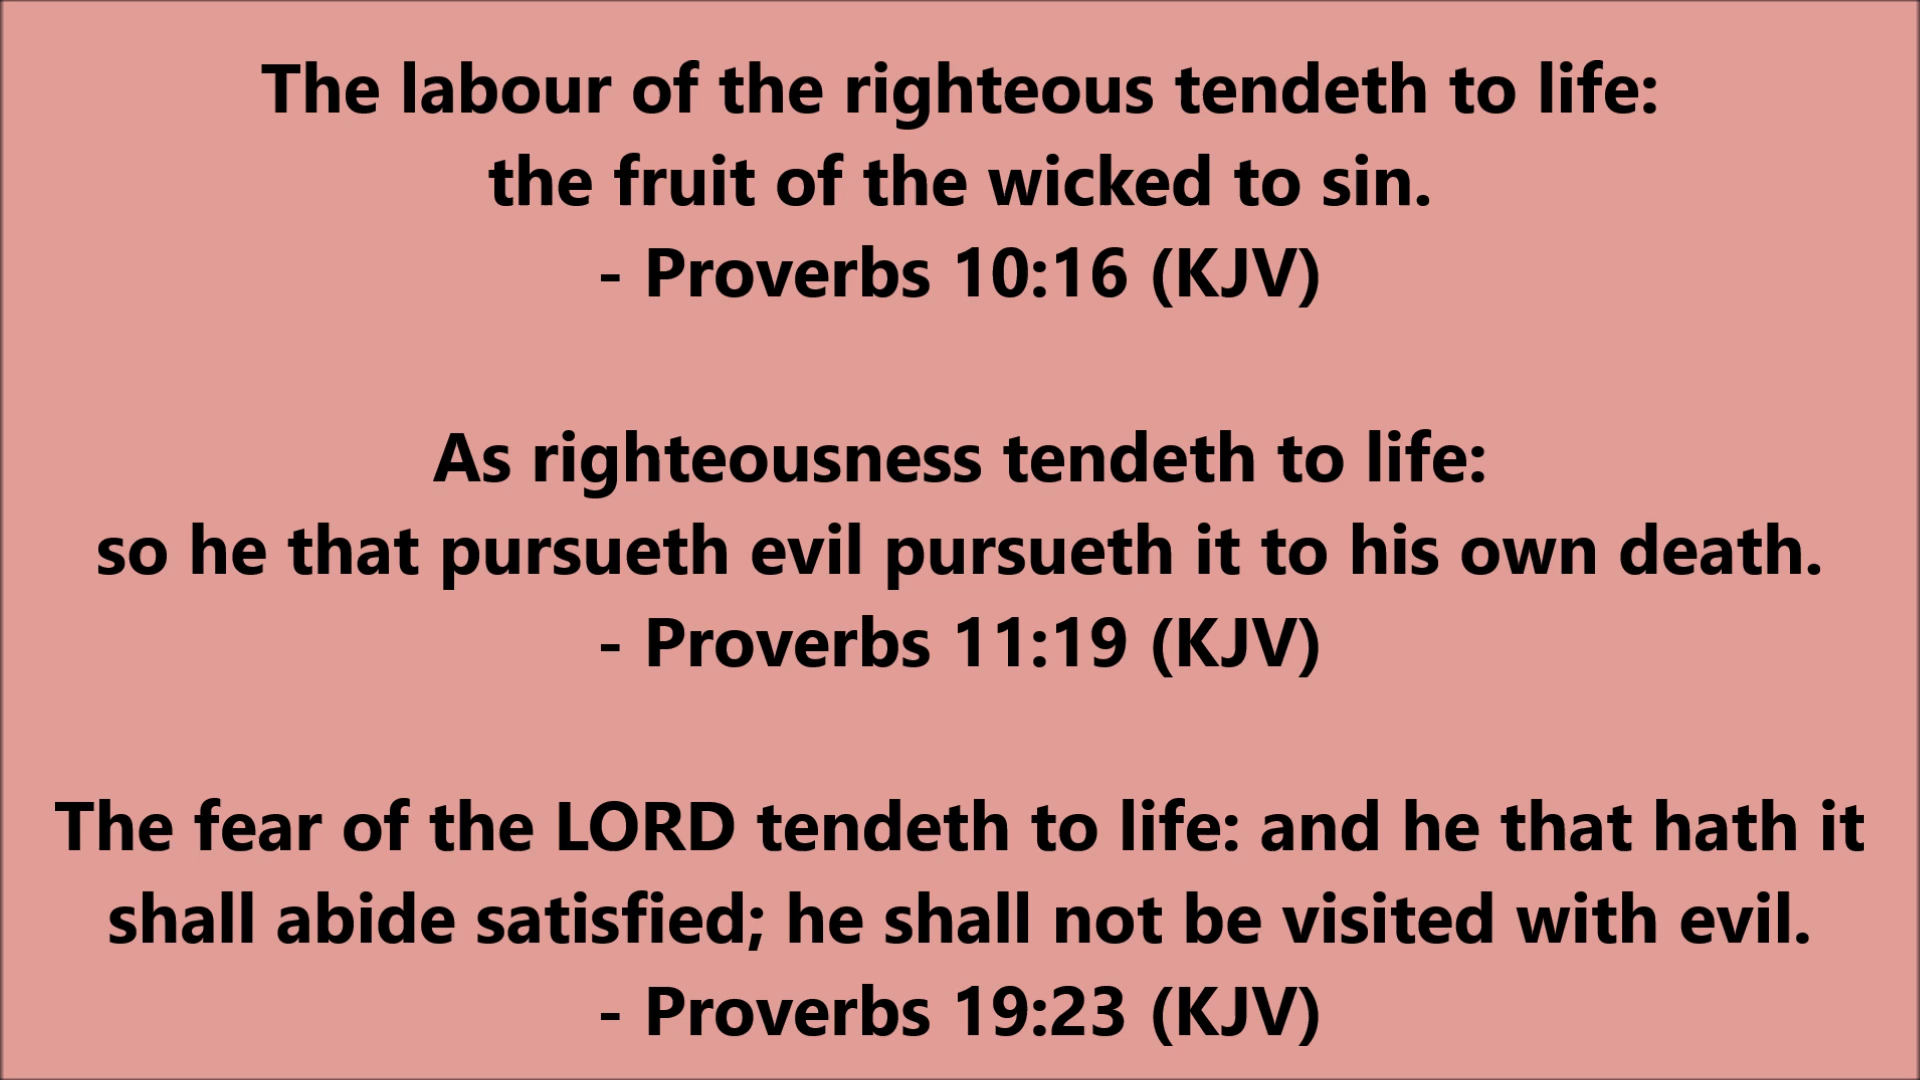 The labour of the righteous tendeth to life:
the fruit of the wicked to sin.
- Proverbs 10:16 (KJV)
As righteousness tendeth to life:
so he that pursueth evil pursueth it to his own death.
- Proverbs 11:19 (KJV)
The fear of the LORD tendeth to life: and he that hath it
shall abide satisfied; he shall not be visited with evil.
- Proverbs 19:23 (KJV)